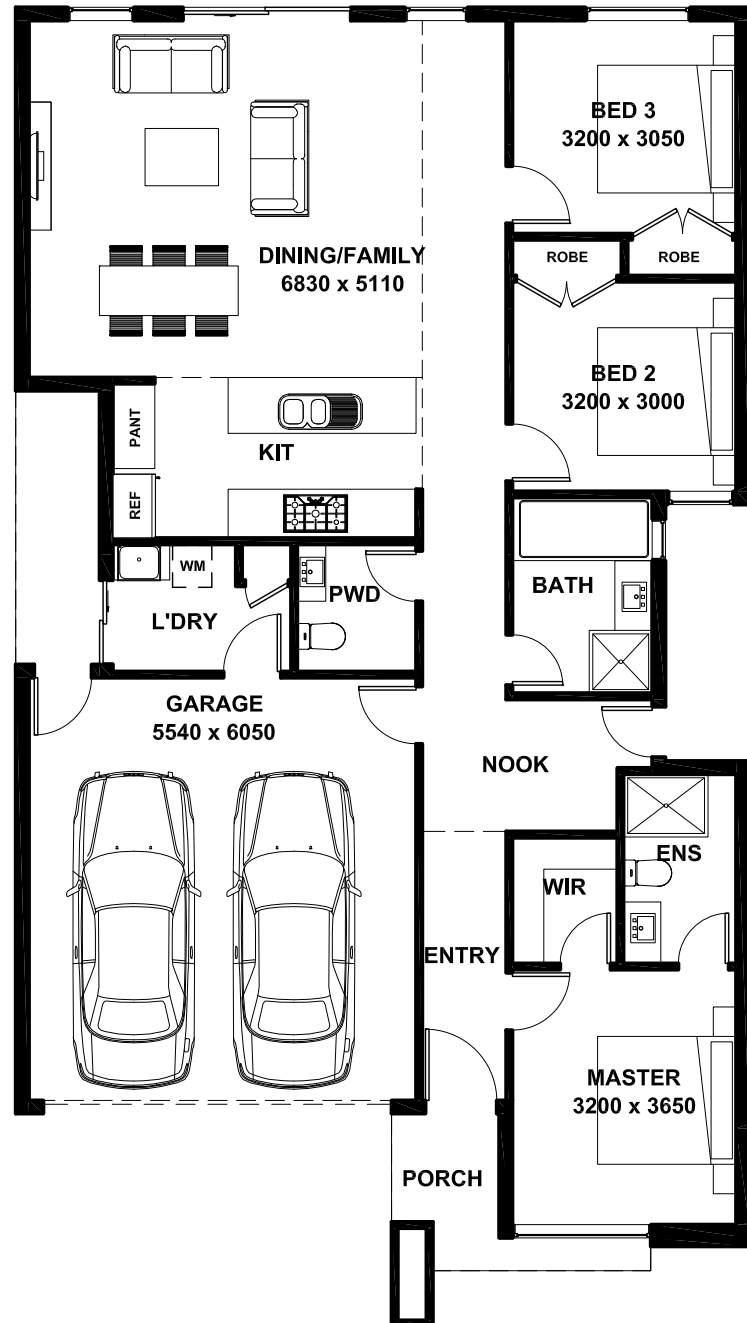 BED 3
3200 x 3050
DINING/FAMILY
6830 x 5110
ROBE
ROBE
BED 2
3200 x 3000
PANT
KIT
REF
WM
L'DRY
PWD
BATH
GARAGE
5540 x 6050
NOOK
ENS
WIR
ENTRY
MASTER
3200 x 3650
PORCH